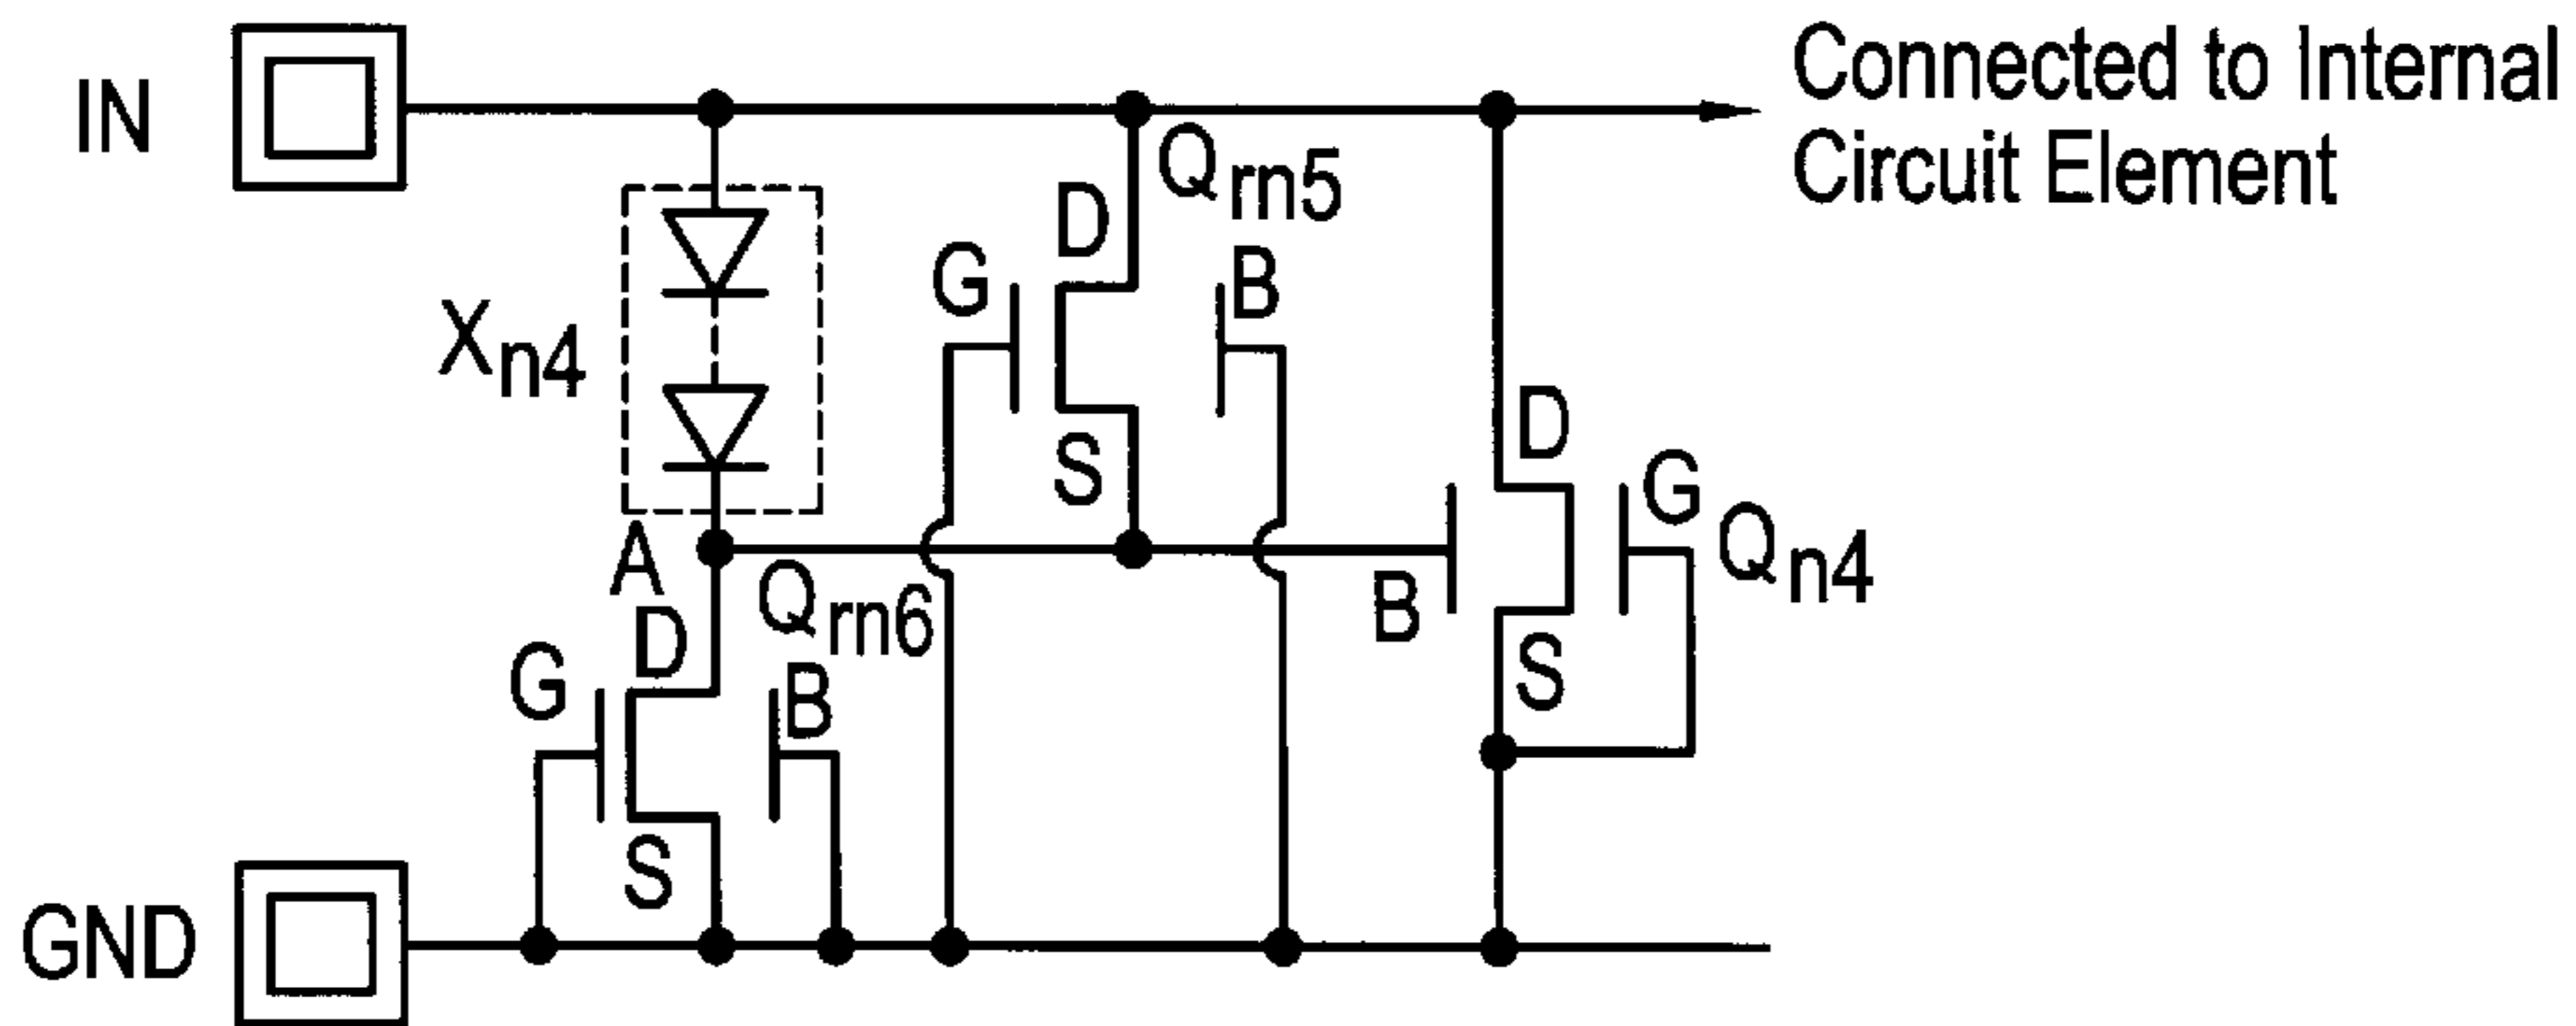 IN
Connected to Internal
Circuit Element
Qrn5
D
G
B
Xn4
S
D
G
Qn4
A
Qrn6
B
D
G
B
S
S
GND